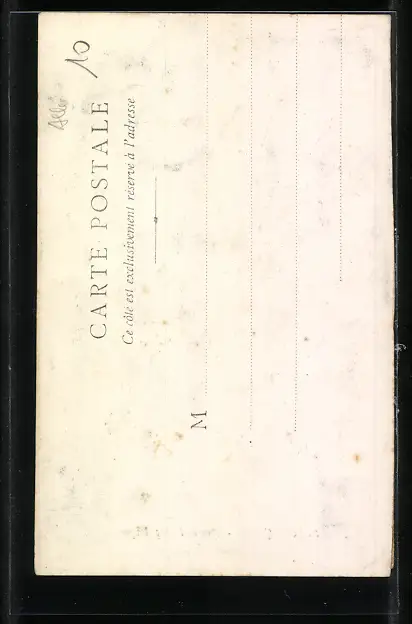 10
CARTE POSTALE
Ce côté est exclusivement réservé à l'adresse
M